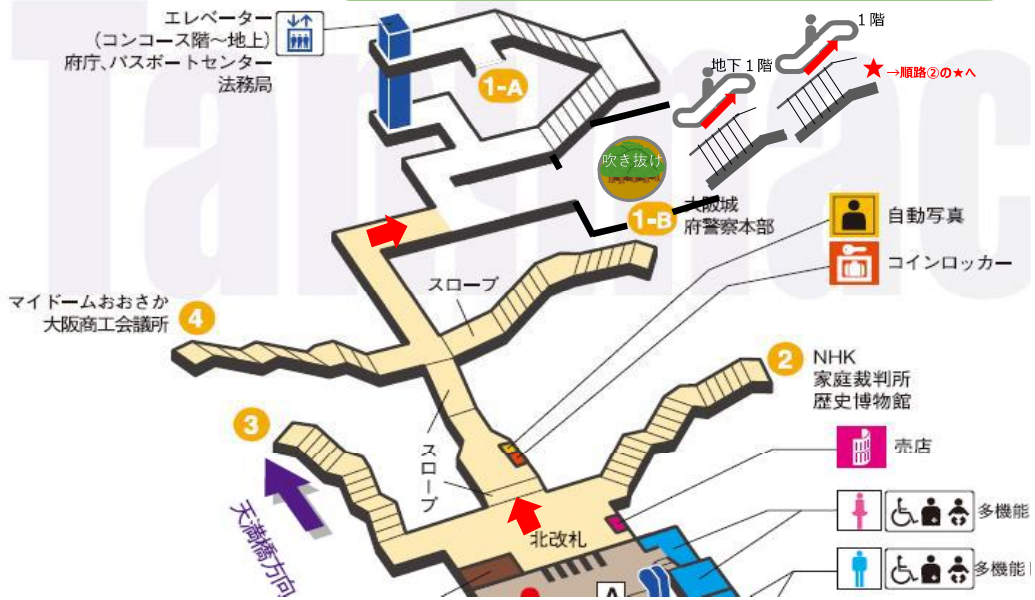 エレベーター
(コンコース階～地上)
府庁、パスポートセンター
法務局
1-A
1階
地下1階
★→順路②の★へ
吹き抜け
1-B
大阪城
府警察本部
自動写真
コインロッカー
スロープ
マイドームおおさか
大阪商工会議所
4
2
NHK
家庭裁判所
歴史博物館
3
スロープ
売店
天満橋方向
北改札
多機能
多機能
A